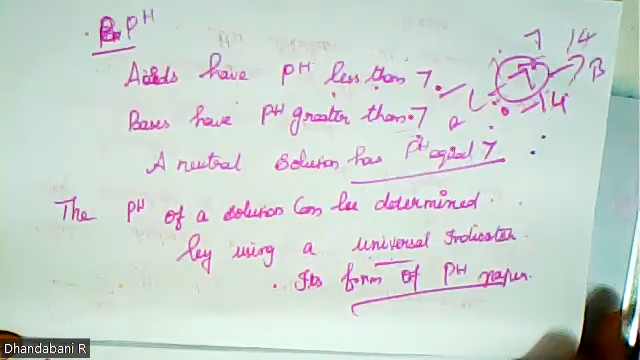 PH
Acids have PH less than 7.
7 14
7
B
14
Bases have PH greater than 7
A neutral solution has PH equal 7
The PH of a solution Can be determined.
by using a universal Indicator
Its form of PH paper.
Dhandabani R